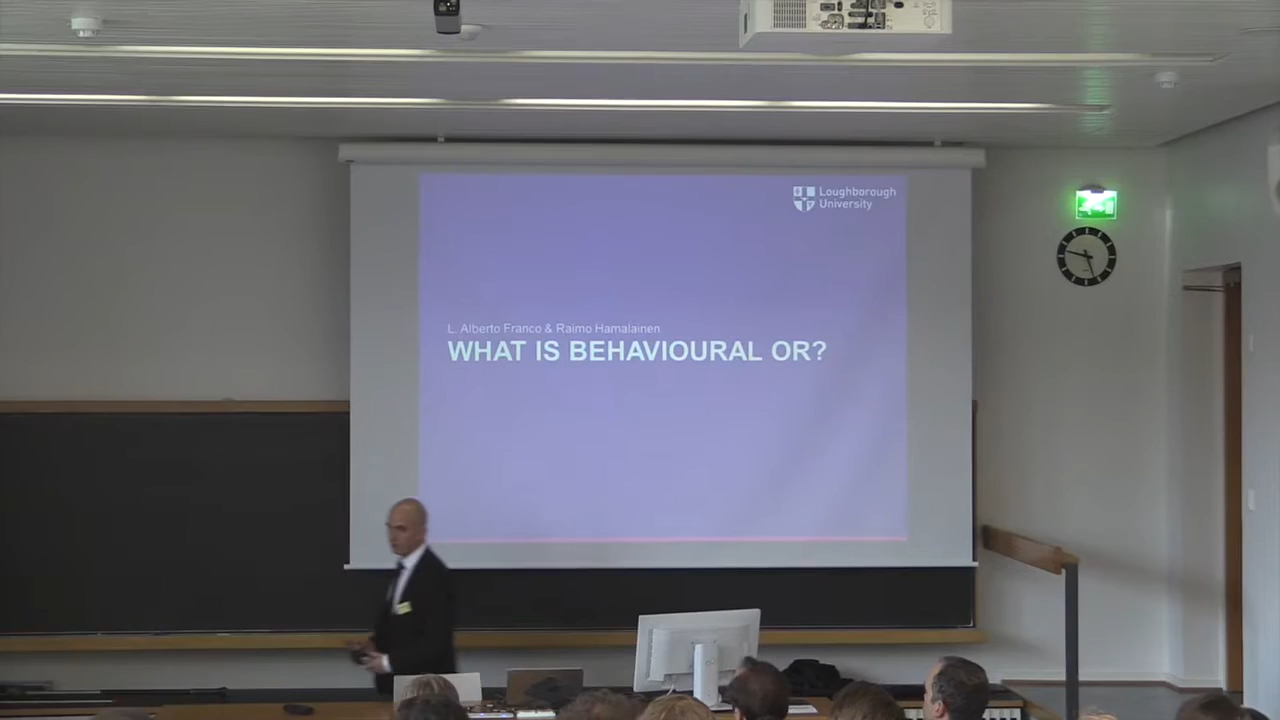 Loughborough
University
L. Alberto Franco & Raimo Hamalainen
WHAT IS BEHAVIOURAL OR?